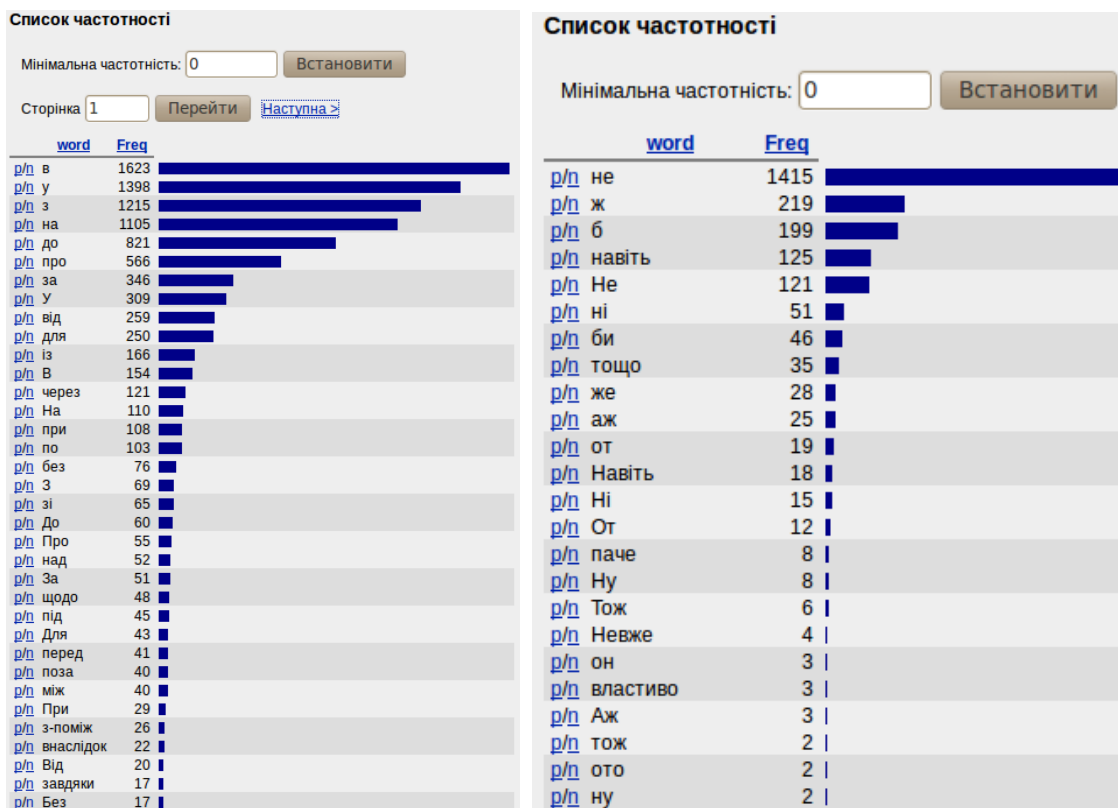 Список частотності
Мінімальна частотність: 0 Встановити
Сторінка 1 Перейти Наступна >
word Freq
p/n в 1623
p/n у 1398
p/n з 1215
p/n на 1105
p/n до 821
p/n про 566
p/n за 346
p/n У 309
p/n від 259
p/n для 250
p/n із 166
p/n В 154
p/n через 121
p/n На 110
p/n при 108
p/n по 103
p/n без 76
p/n З 69
p/n зі 65
p/n До 60
p/n Про 55
p/n над 52
p/n За 51
p/n щодо 48
p/n під 45
p/n Для 43
p/n перед 41
p/n поза 40
p/n між 40
p/n При 29
p/n з-поміж 26
p/n внаслідок 22
p/n Від 20
p/n завдяки 17
p/n Без 17
Список частотності
Мінімальна частотність: 0 Встановити
word Freq
p/n не 1415
p/n ж 219
p/n б 199
p/n навіть 125
p/n Не 121
p/n ні 51
p/n би 46
p/n тощо 35
p/n же 28
p/n аж 25
p/n от 19
p/n Навіть 18
p/n Ні 15
p/n От 12
p/n паче 8
p/n Ну 8
p/n Тож 6
p/n Невже 4
p/n он 3
p/n властиво 3
p/n Аж 3
p/n тож 2
p/n ото 2
p/n ну 2